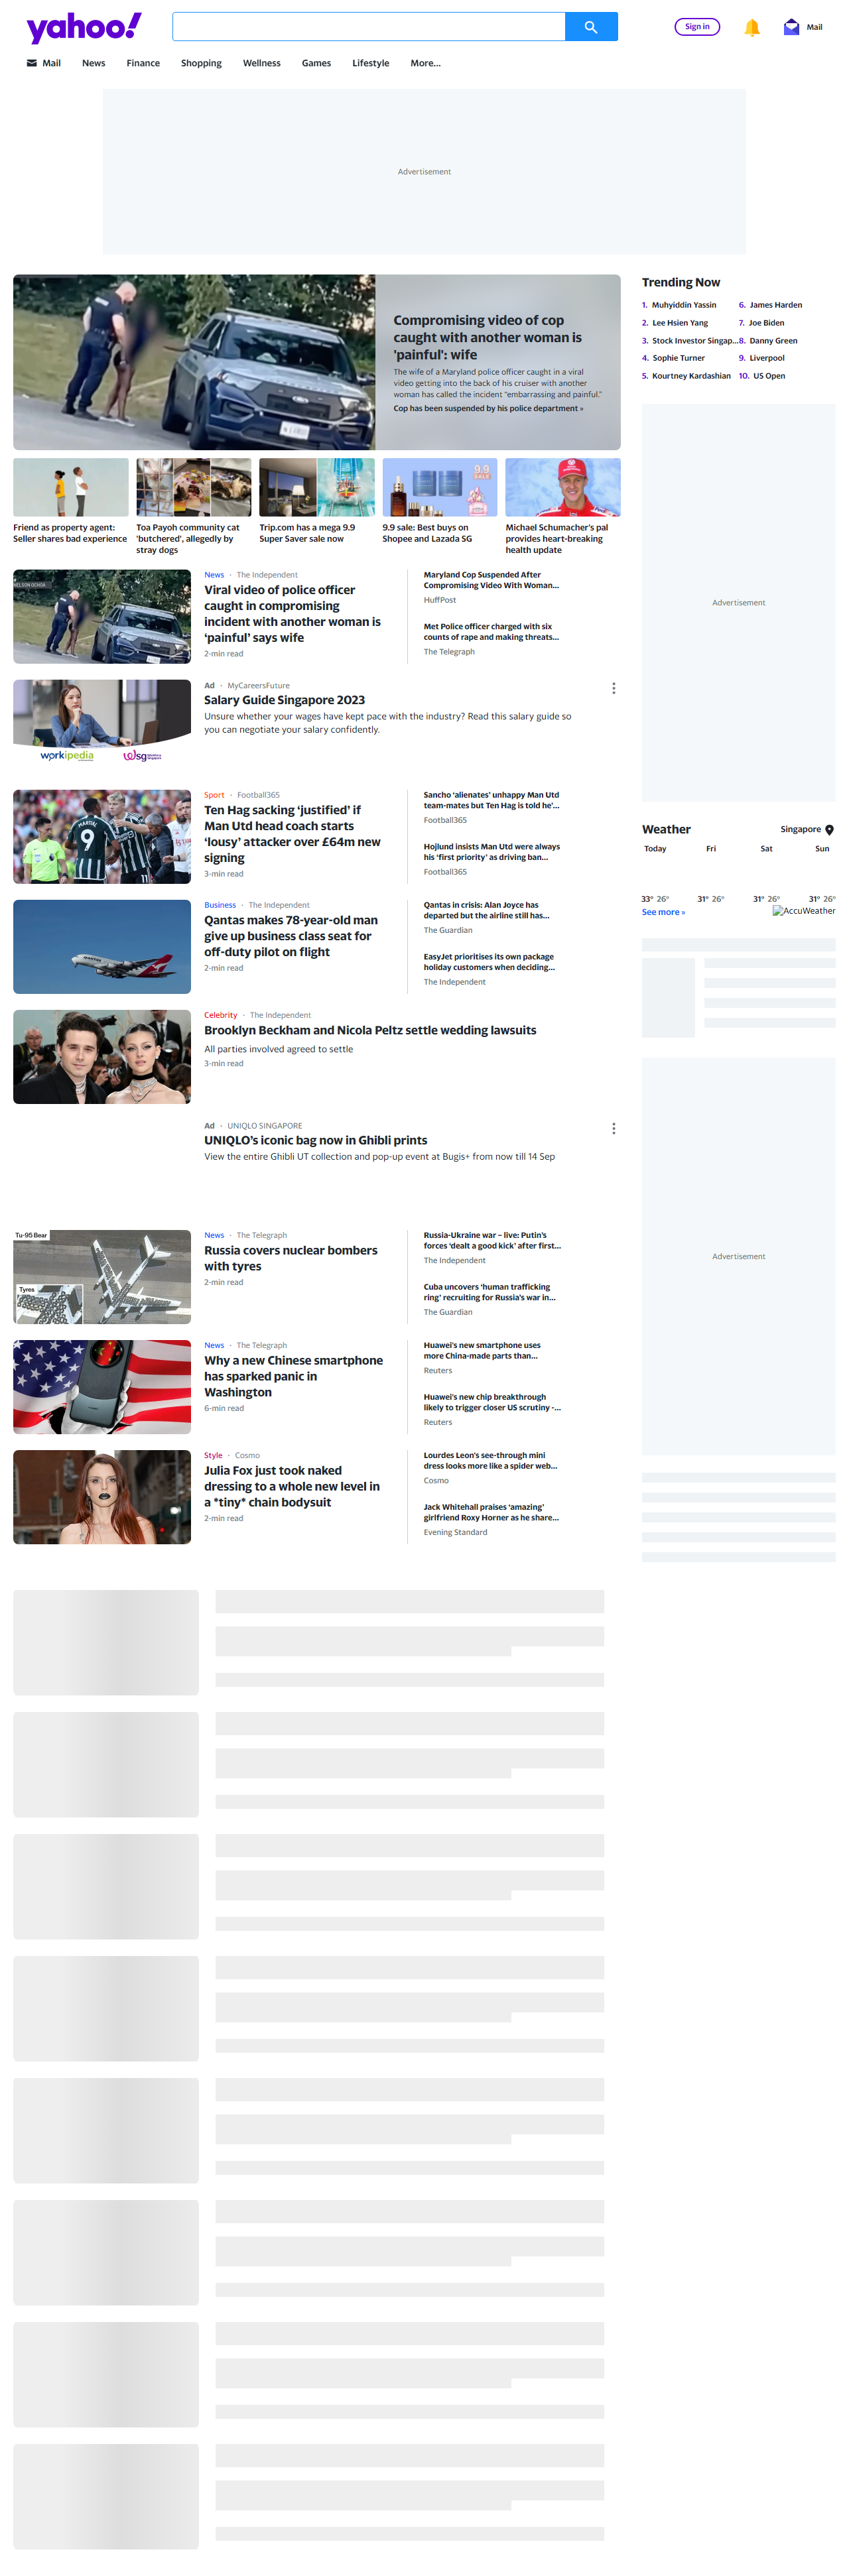 yahoo!
Sign in
Mail
Mail
News
Finance
Shopping
Wellness
Games
Lifestyle
More...
Advertisement
Compromising video of cop
caught with another woman is
'painful': wife
The wife of a Maryland police officer caught in a viral
video getting into the back of his cruiser with another
woman has called the incident “embarrassing and painful.”
Cop has been suspended by his police department »
Friend as property agent:
Seller shares bad experience
Toa Payoh community cat
'butchered', allegedly by
stray dogs
Trip.com has a mega 9.9
Super Saver sale now
9.9
SALE
9.9 sale: Best buys on
Shopee and Lazada SG
Michael Schumacher's pal
provides heart-breaking
health update
News · The Independent
Viral video of police officer
caught in compromising
incident with another woman is
‘painful’ says wife
2-min read
Maryland Cop Suspended After
Compromising Video With Woman...
HuffPost
Met Police officer charged with six
counts of rape and making threats...
The Telegraph
Ad · MyCareersFuture
Salary Guide Singapore 2023
Unsure whether your wages have kept pace with the industry? Read this salary guide so
you can negotiate your salary confidently.
workipedia
wsg
Sport · Football365
Ten Hag sacking ‘justified’ if
Man Utd head coach starts
‘lousy’ attacker over £64m new
signing
3-min read
MARTIAL
9
11
Sancho ‘alienates’ unhappy Man Utd
team-mates but Ten Hag is told he'...
Football365
Hojlund insists Man Utd were always
his ‘first priority’ as driving ban...
Football365
Business · The Independent
Qantas makes 78-year-old man
give up business class seat for
off-duty pilot on flight
2-min read
Qantas in crisis: Alan Joyce has
departed but the airline still has...
The Guardian
EasyJet prioritises its own package
holiday customers when deciding...
The Independent
Celebrity · The Independent
Brooklyn Beckham and Nicola Peltz settle wedding lawsuits
All parties involved agreed to settle
3-min read
Ad · UNIQLO SINGAPORE
UNIQLO’s iconic bag now in Ghibli prints
View the entire Ghibli UT collection and pop-up event at Bugis+ from now till 14 Sep
Tu-95 Bear
Tyres
News · The Telegraph
Russia covers nuclear bombers
with tyres
2-min read
Russia-Ukraine war – live: Putin’s
forces ‘dealt a good kick’ after first...
The Independent
Cuba uncovers ‘human trafficking
ring’ recruiting for Russia’s war in...
The Guardian
News · The Telegraph
Why a new Chinese smartphone
has sparked panic in
Washington
6-min read
Huawei's new smartphone uses
more China-made parts than...
Reuters
Huawei's new chip breakthrough
likely to trigger closer US scrutiny -...
Reuters
Style · Cosmo
Julia Fox just took naked
dressing to a whole new level in
a *tiny* chain bodysuit
2-min read
Lourdes Leon's see-through mini
dress looks more like a spider web...
Cosmo
Jack Whitehall praises ‘amazing’
girlfriend Roxy Horner as he share...
Evening Standard
Trending Now
1. Muhyiddin Yassin
2. Lee Hsien Yang
3. Stock Investor Singap...
4. Sophie Turner
5. Kourtney Kardashian
6. James Harden
7. Joe Biden
8. Danny Green
9. Liverpool
10. US Open
Advertisement
Weather
Singapore
Today Fri Sat Sun
33° 26° 31° 26° 31° 26° 31° 26°
See more »
AccuWeather
Advertisement